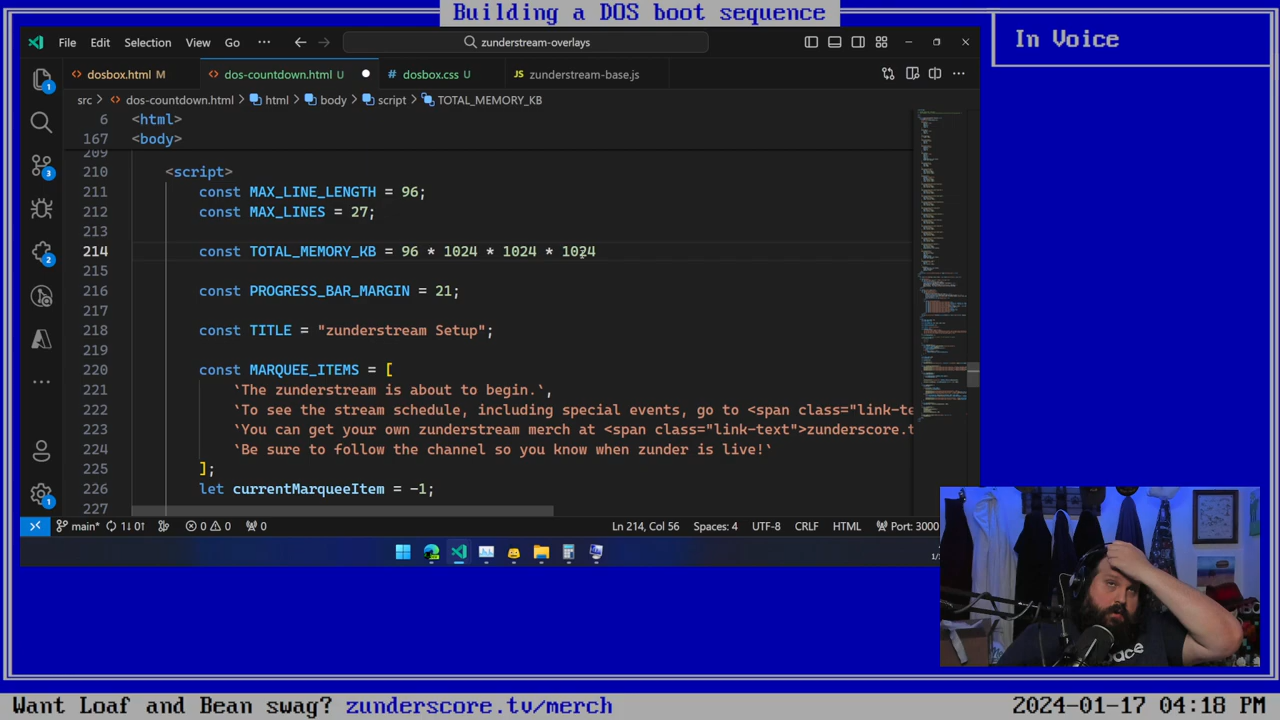 Building a DOS boot sequence
In Voice
File Edit Selection View Go
zunderstream-overlays
dosbox.html M
dos-countdown.html U
dosbox.css U
zunderstream-base.js
src > dos-countdown.html > html > body > script > TOTAL_MEMORY_KB
6 <html>
167 <body>
209
210 <script>
211 const MAX_LINE_LENGTH = 96;
212 const MAX_LINES = 27;
213
214 const TOTAL_MEMORY_KB = 96 * 1024 * 1024 * 1024
215
216 const PROGRESS_BAR_MARGIN = 21;
217
218 const TITLE = "zunderstream Setup";
219
220 const MARQUEE_ITEMS = [
221 `zunderstream is about to begin.`,
222 `See the stream schedule, including special events, go to <span class="link-te
223 `You can get your own zunderstream merch at <span class="link-text">zunderscore.t
224 `Be sure to follow the channel so you know when zunder is live!`
225 ];
226 let currentMarqueeItem = -1;
227
main* 1↓ 0↑ 0 0 0 Ln 214, Col 56 Spaces: 4 UTF-8 CRLF HTML Port: 3000
pace
Want Loaf and Bean swag? zunderscore.tv/merch
2024-01-17 04:18 PM